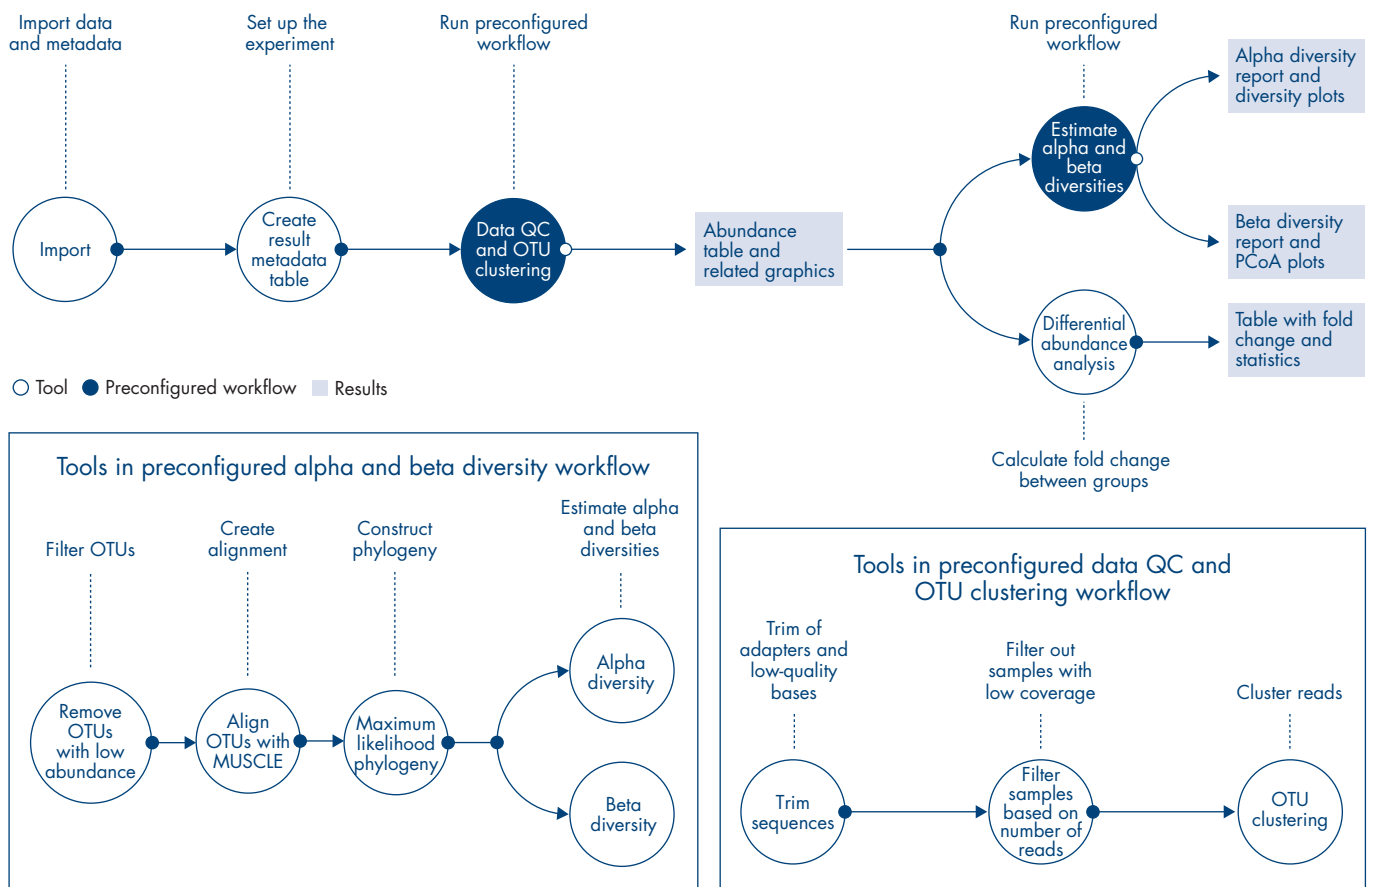 Import data
and metadata
Set up the
experiment
Run preconfigured
workflow
Run preconfigured
workflow
Import
Create
result
metadata
table
Data QC
and OTU
clustering
Abundance
table and
related graphics
Estimate
alpha and
beta
diversities
Alpha diversity
report and
diversity plots
Beta diversity
report and
PCoA plots
Differential
abundance
analysis
Table with fold
change and
statistics
Calculate fold change
between groups
Tool
Preconfigured workflow
Results
Tools in preconfigured alpha and beta diversity workflow
Filter OTUs
Create
alignment
Construct
phylogeny
Estimate alpha
and beta
diversities
Remove
OTUs
with low
abundance
Align
OTUs with
MUSCLE
Maximum
likelihood
phylogeny
Alpha
diversity
Beta
diversity
Tools in preconfigured data QC and
OTU clustering workflow
Trim of
adapters and
low-quality
bases
Filter out
samples with
low coverage
Cluster reads
Trim
sequences
Filter
samples
based on
number of
reads
OTU
clustering